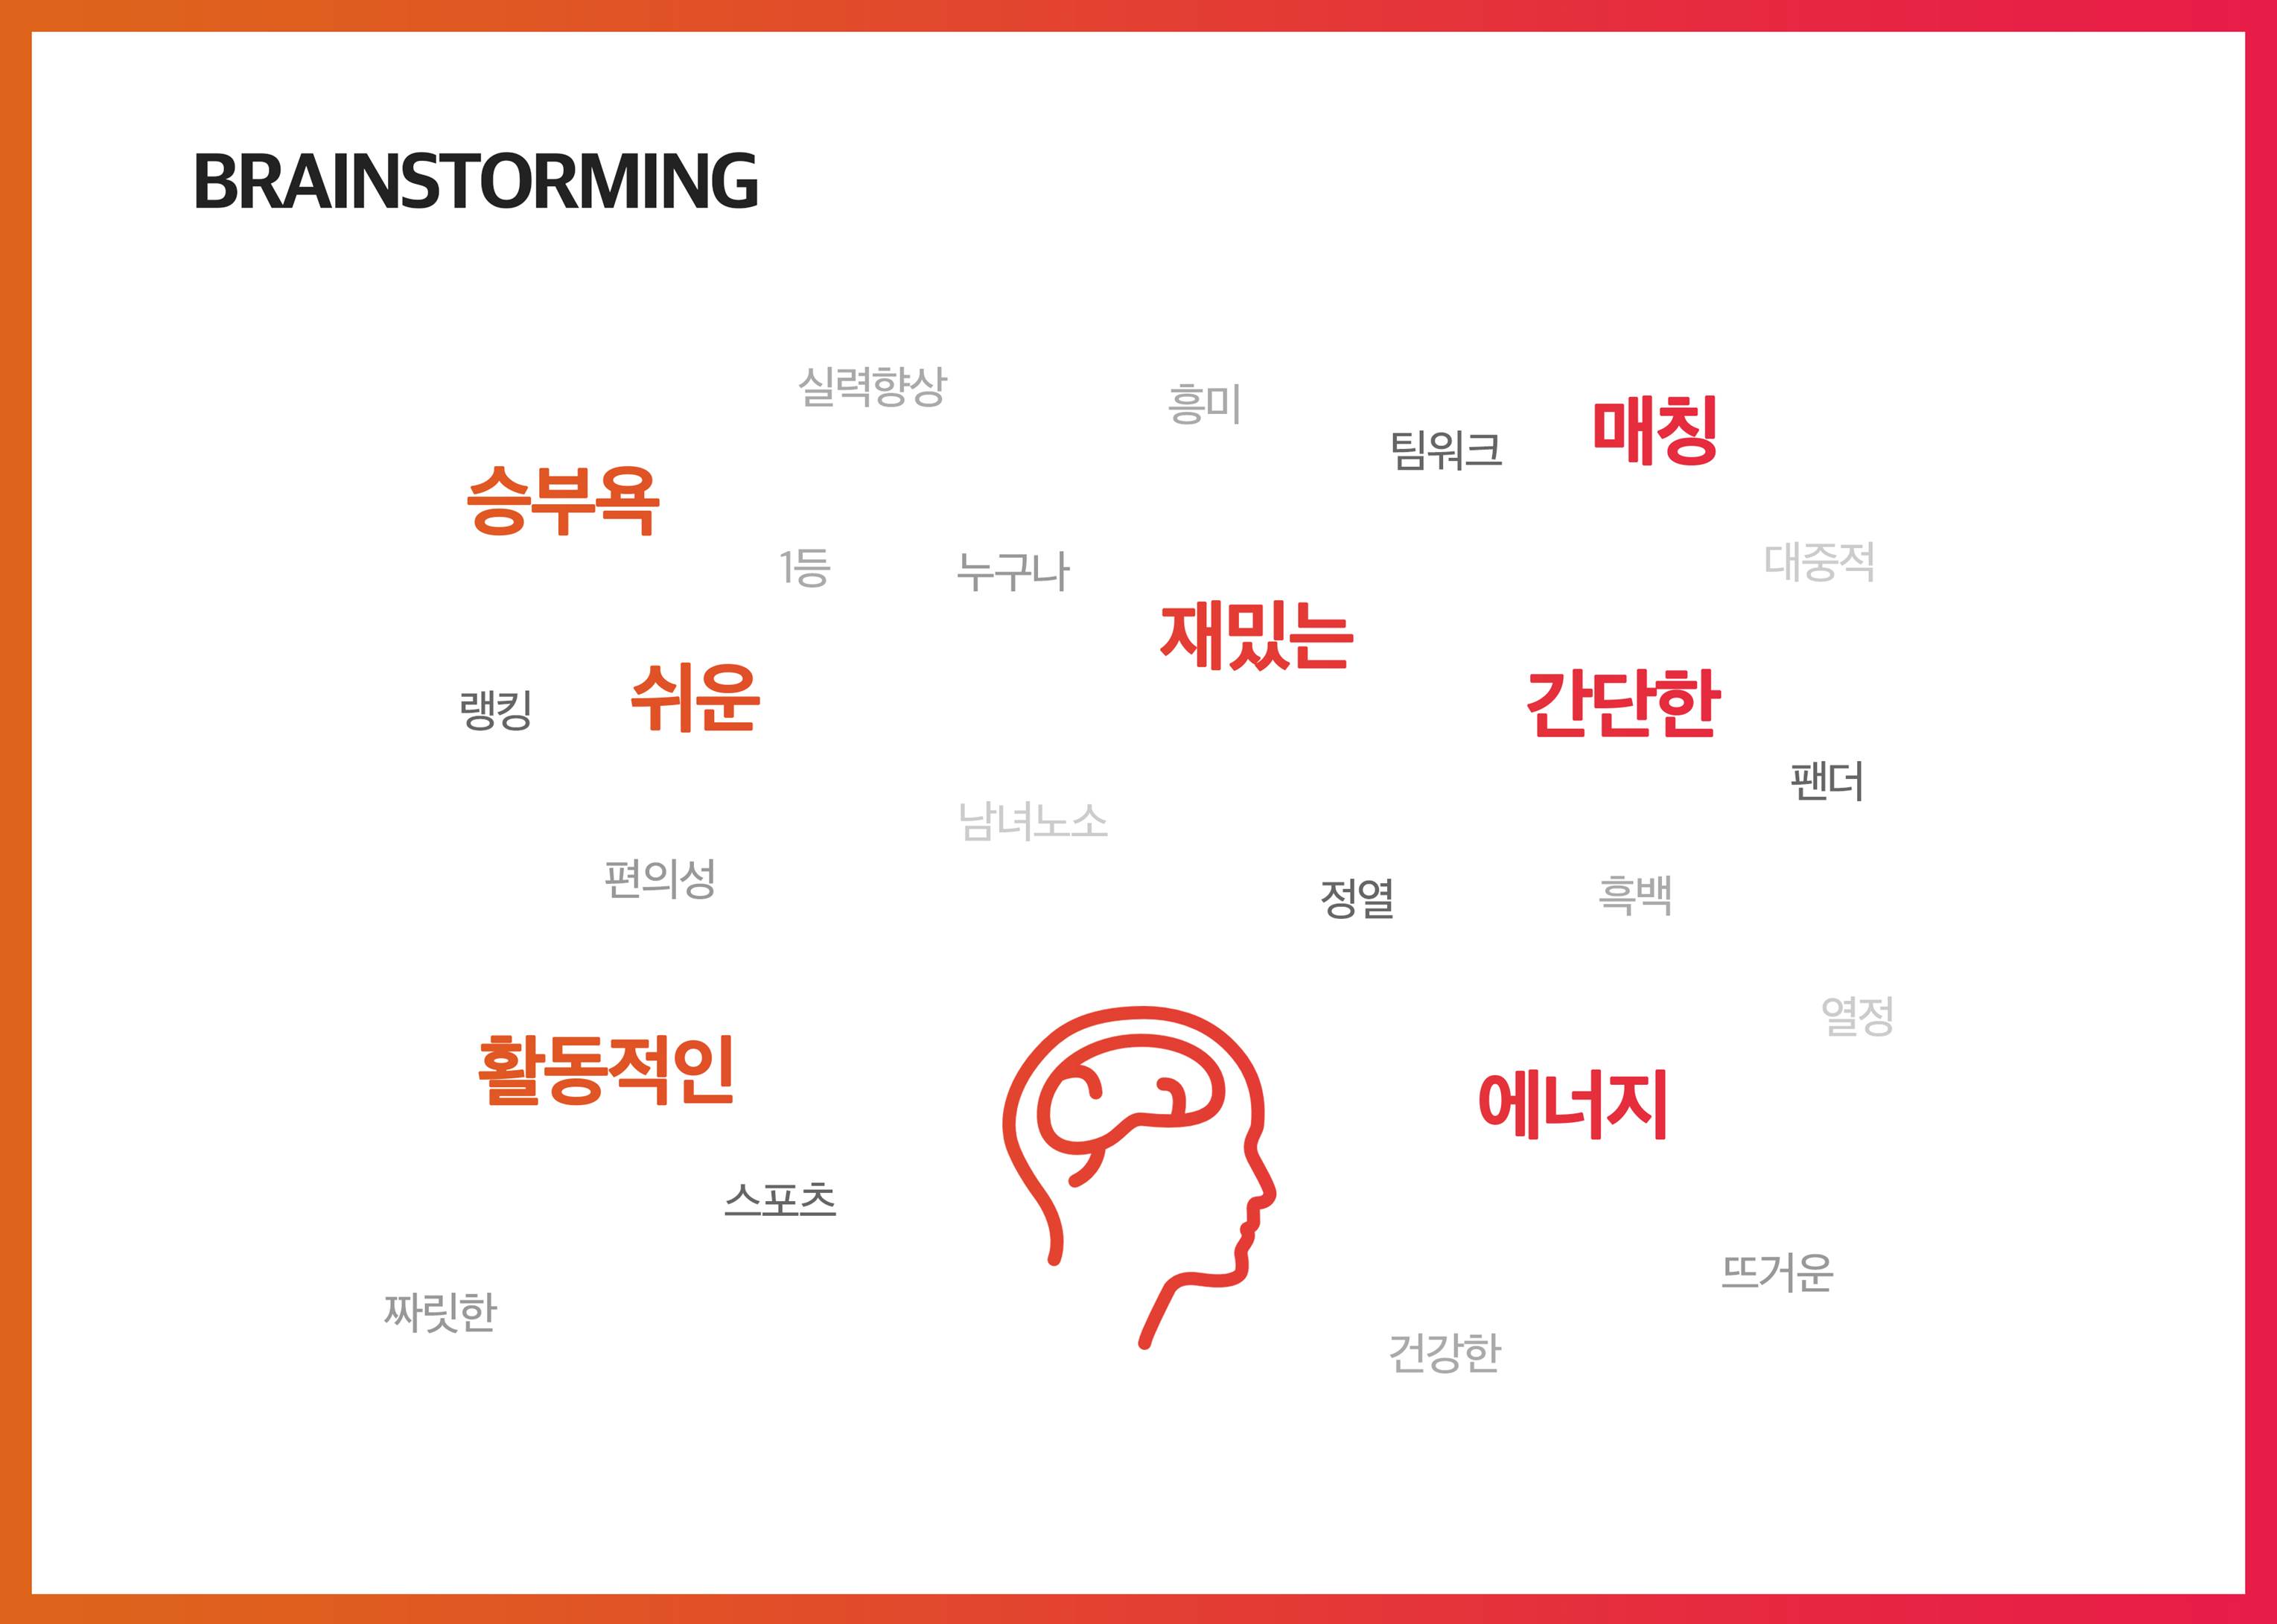 BRAINSTORMING
실력향상
흥미
매칭
팀워크
승부욕
1등
누구나
대중적
재밌는
쉬운
랭킹
간단한
팬더
남녀노소
편의성
정열
흑백
열정
활동적인
에너지
스포츠
뜨거운
짜릿한
건강한